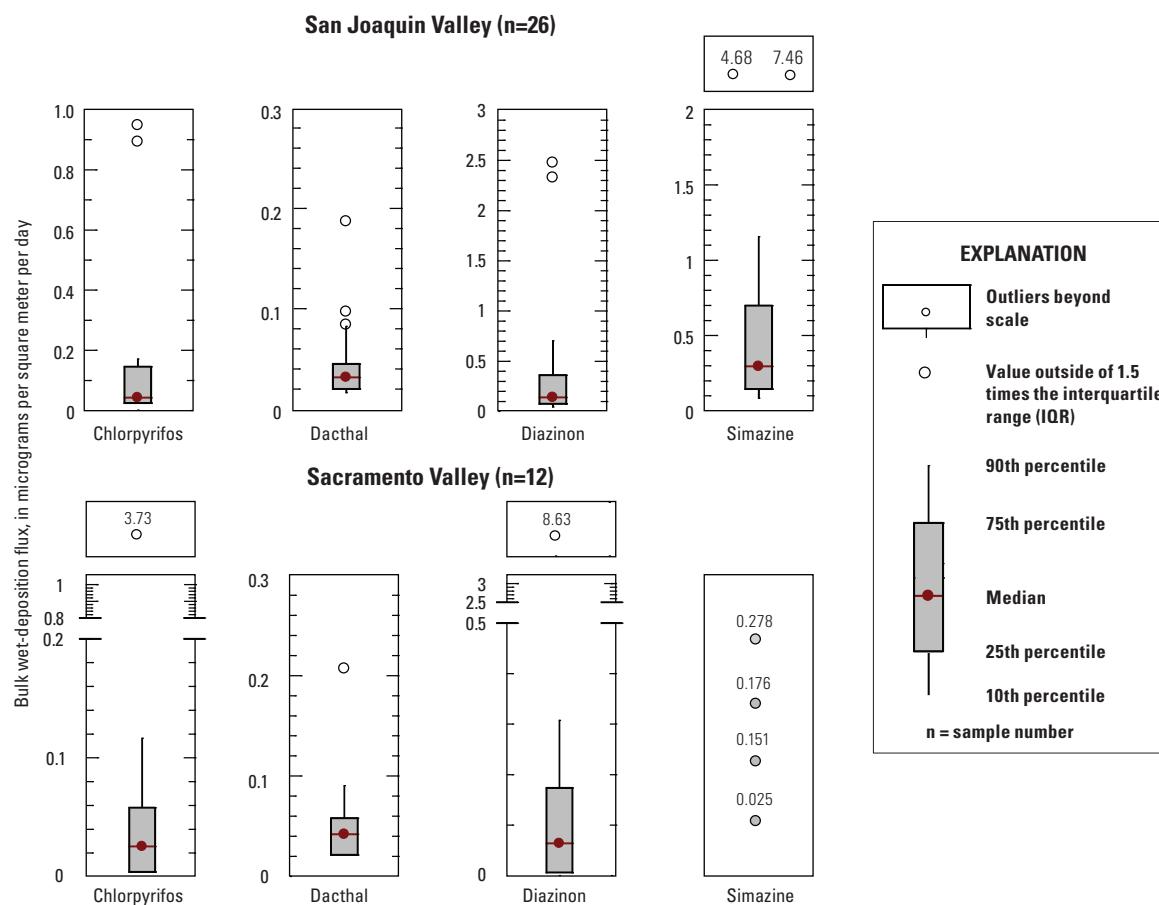 San Joaquin Valley (n=26)
4.68 7.46
1.0
0.8
0.6
0.4
0.2
0
Chlorpyrifos
0.3
0.2
0.1
0
Dacthal
3
2.5
2
1.5
1
0.5
0
Diazinon
2
1.5
1
0.5
0
Simazine
Bulk wet-deposition flux, in micrograms per square meter per day
Sacramento Valley (n=12)
3.73
1
0.8
0.2
0.1
0
Chlorpyrifos
0.3
0.2
0.1
0
Dacthal
8.63
3
2.5
0.5
0
Diazinon
0.278
0.176
0.151
0.025
Simazine
EXPLANATION
Outliers beyond
scale
Value outside of 1.5
times the interquartile
range (IQR)
90th percentile
75th percentile
Median
25th percentile
10th percentile
n = sample number